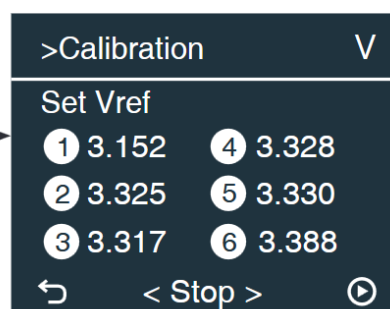 >Calibration V
Set Vref
1 3.152 4 3.328
2 3.325 5 3.330
3 3.317 6 3.388
< Stop >